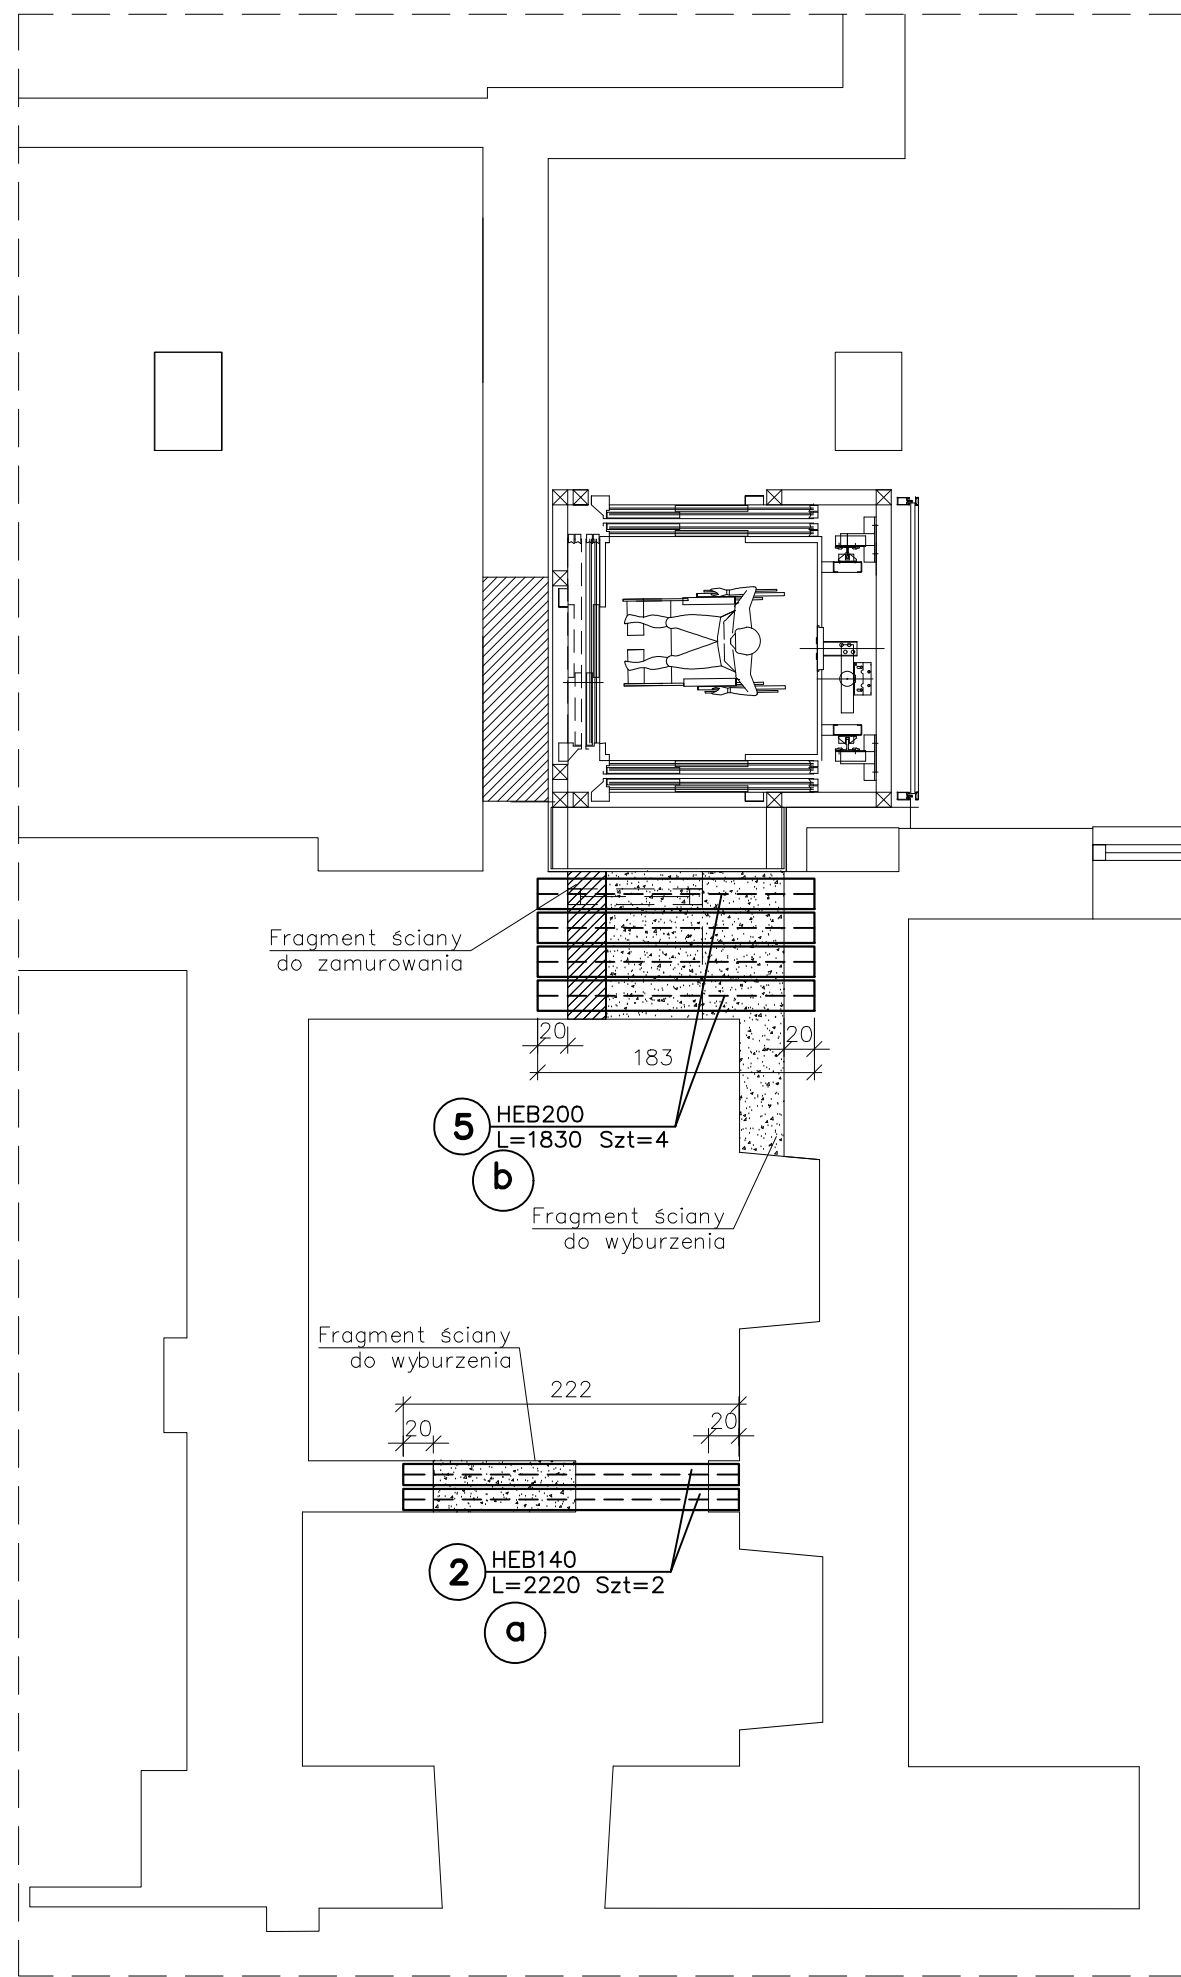 Fragment ściany
do zamurowania
20
20
183
5
HEB200
L=1830 Szt=4
b
Fragment ściany
do wyburzenia
Fragment ściany
do wyburzenia
222
20
20
2
HEB140
L=2220 Szt=2
a